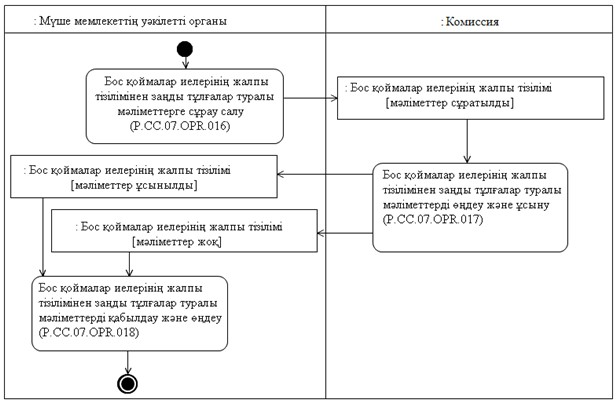 : Мүше мемлекеттің уәкілетті органы
: Комиссия
Бос қоймалар иелерінің жалпы
тізілімінен заңды тұлғалар туралы
мәліметтерге сұрау салу
(P.CC.07.OPR.016)
: Бос қоймалар иелерінің жалпы тізілімі
[мәліметтер сұратылды]
: Бос қоймалар иелерінің жалпы тізілімі
[мәліметтер ұсынылды]
Бос қоймалар иелерінің жалпы
тізілімінен заңды тұлғалар туралы
мәліметтерді өңдеу және ұсыну
(P.CC.07.OPR.017)
: Бос қоймалар иелерінің жалпы тізілімі
[мәліметтер жоқ]
Бос қоймалар иелерінің жалпы
тізілімінен заңды тұлғалар туралы
мәліметтерді қабылдау және өңдеу
(P.CC.07.OPR.018)